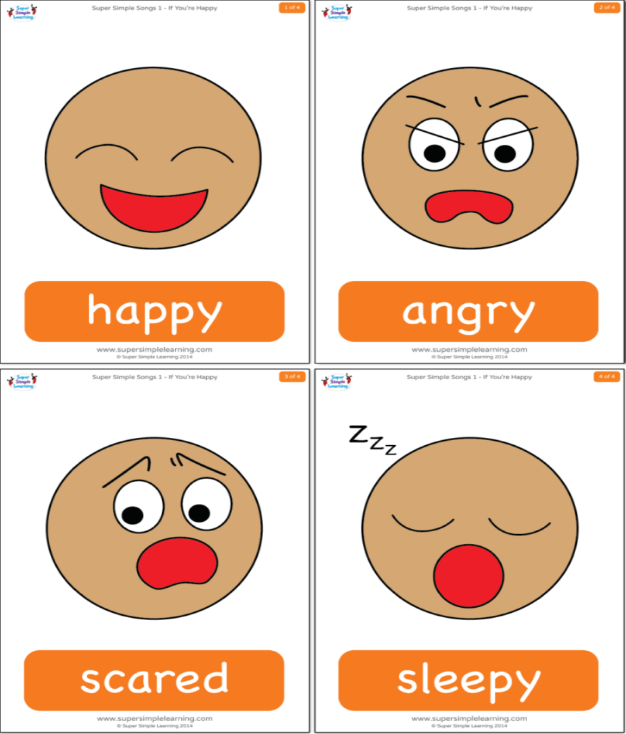 Super
Simple
Learning
Super Simple Songs 1 - If You're Happy
1 of 4
happy
www.supersimplelearning.com
© Super Simple Learning 2014
Super
Simple
Learning
Super Simple Songs 1 - If You're Happy
2 of 4
angry
www.supersimplelearning.com
© Super Simple Learning 2014
Super
Simple
Learning
Super Simple Songs 1 - If You're Happy
3 of 4
scared
www.supersimplelearning.com
© Super Simple Learning 2014
Super
Simple
Learning
Super Simple Songs 1 - If You're Happy
4 of 4
zzz
sleepy
www.supersimplelearning.com
© Super Simple Learning 2014